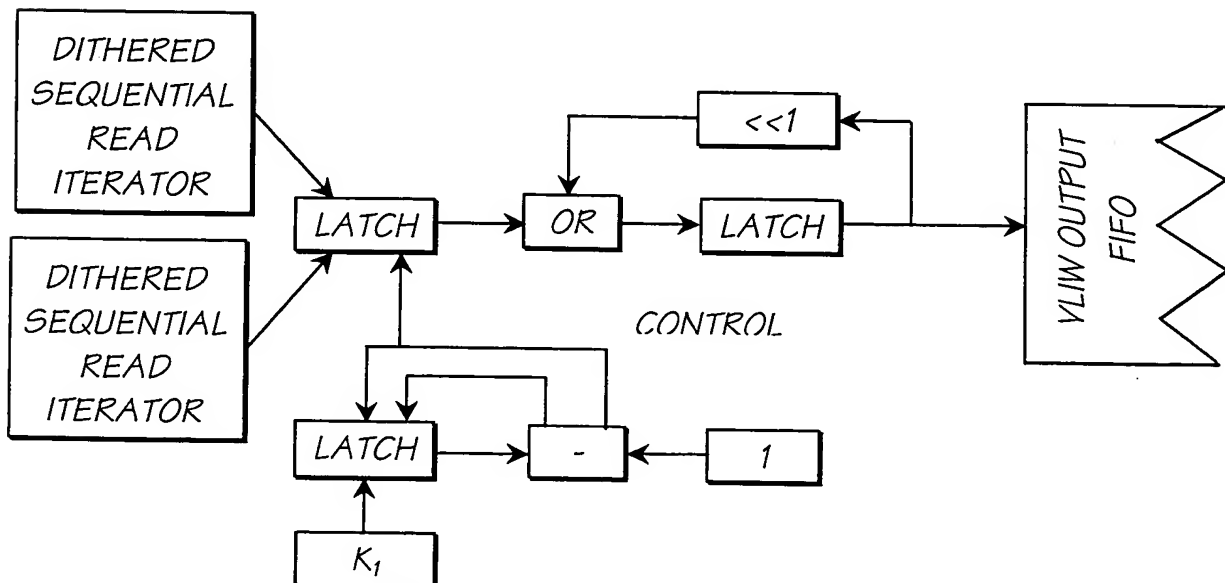 DITHERED
SEQUENTIAL
READ
ITERATOR
<<1
LATCH
OR
LATCH
VLIW OUTPUT
FIFO
DITHERED
SEQUENTIAL
READ
ITERATOR
CONTROL
LATCH
-
1
K₁